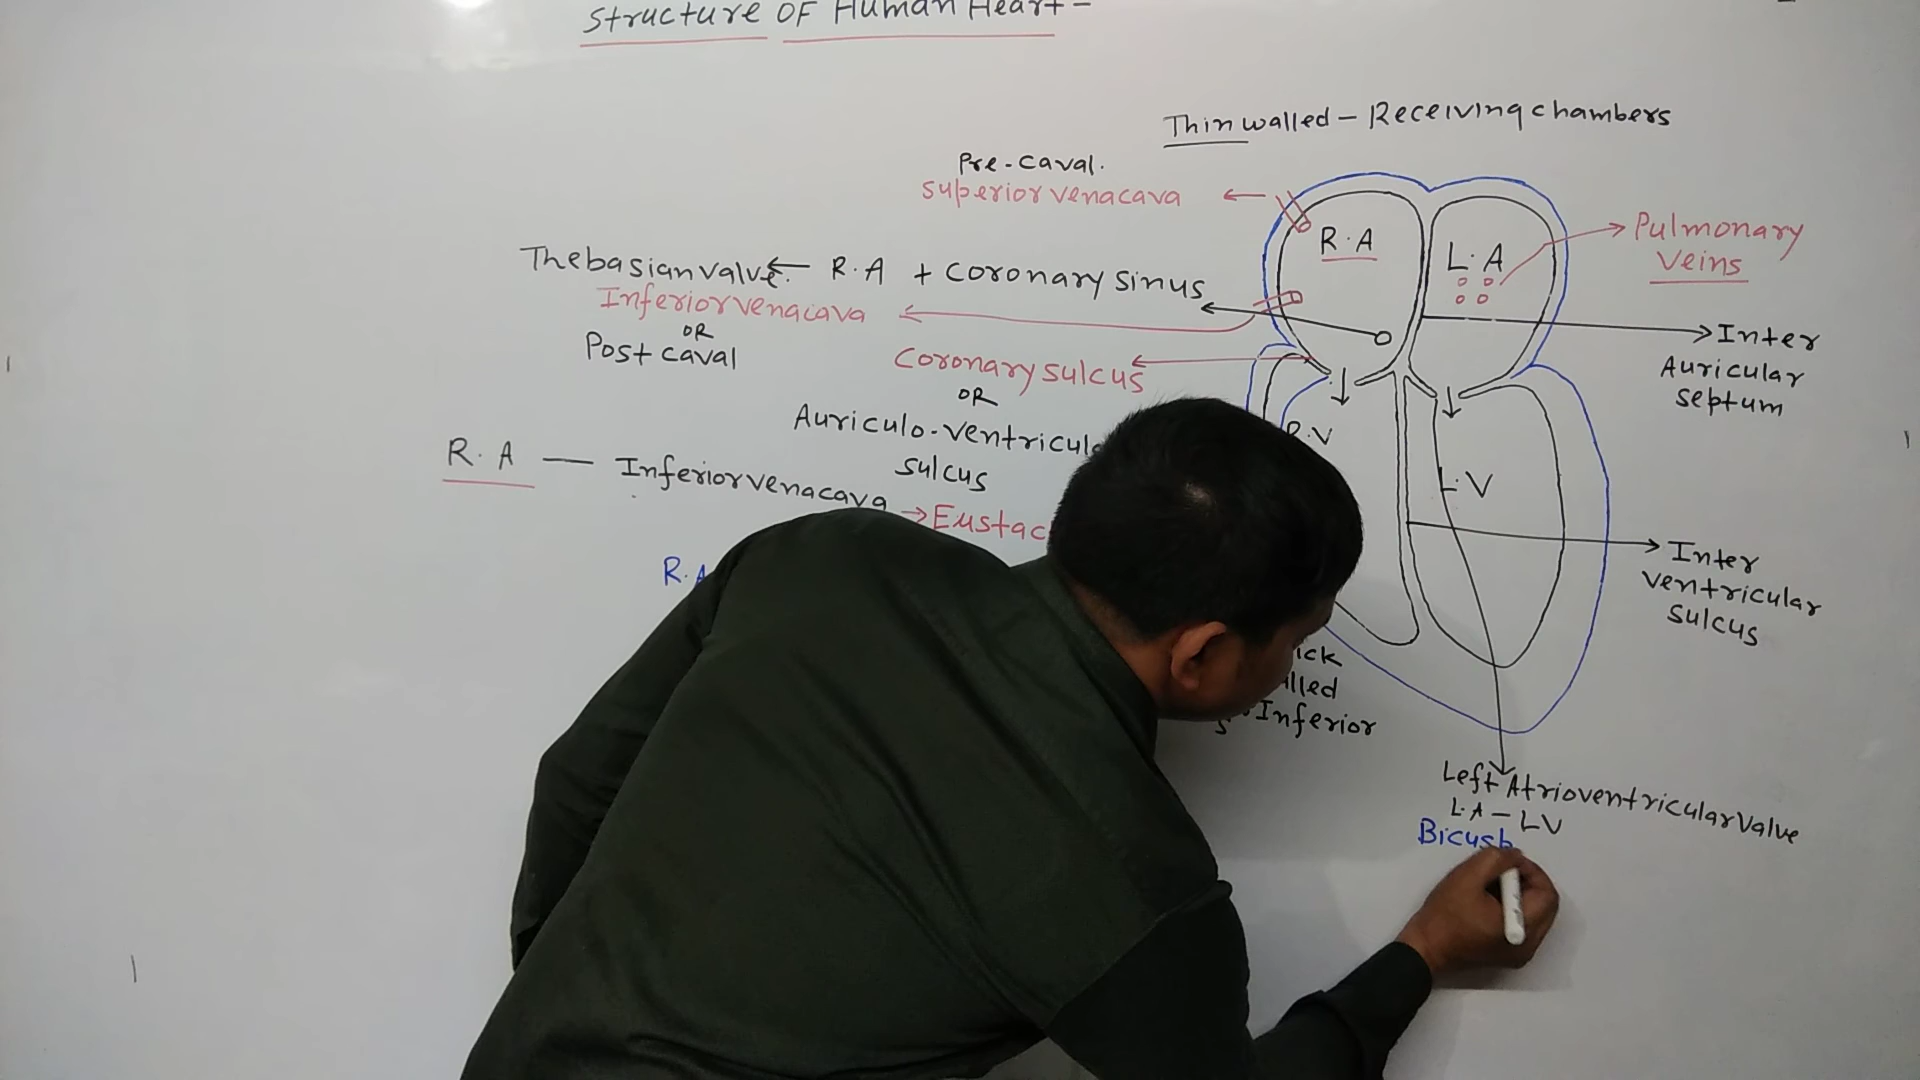 Structure OF Human Heart-
Thin walled - Receiving chambers
Pre-caval.
Superior venacava
R.A
L.A
Pulmonary
Veins
Thebasian valve. ← R.A + Coronary sinus
Inferior venacava
OR
Post caval
Inter
Auricular
septum
Coronary sulcus
OR
Auriculo-ventricul
sulcus
R.V
L.V
R.A — Inferior venacava → Eustac
Inter
ventricular
sulcus
R.A
ick
lled
Inferior
Left Atrioventricular Valve
L.A - LV
Bicusp